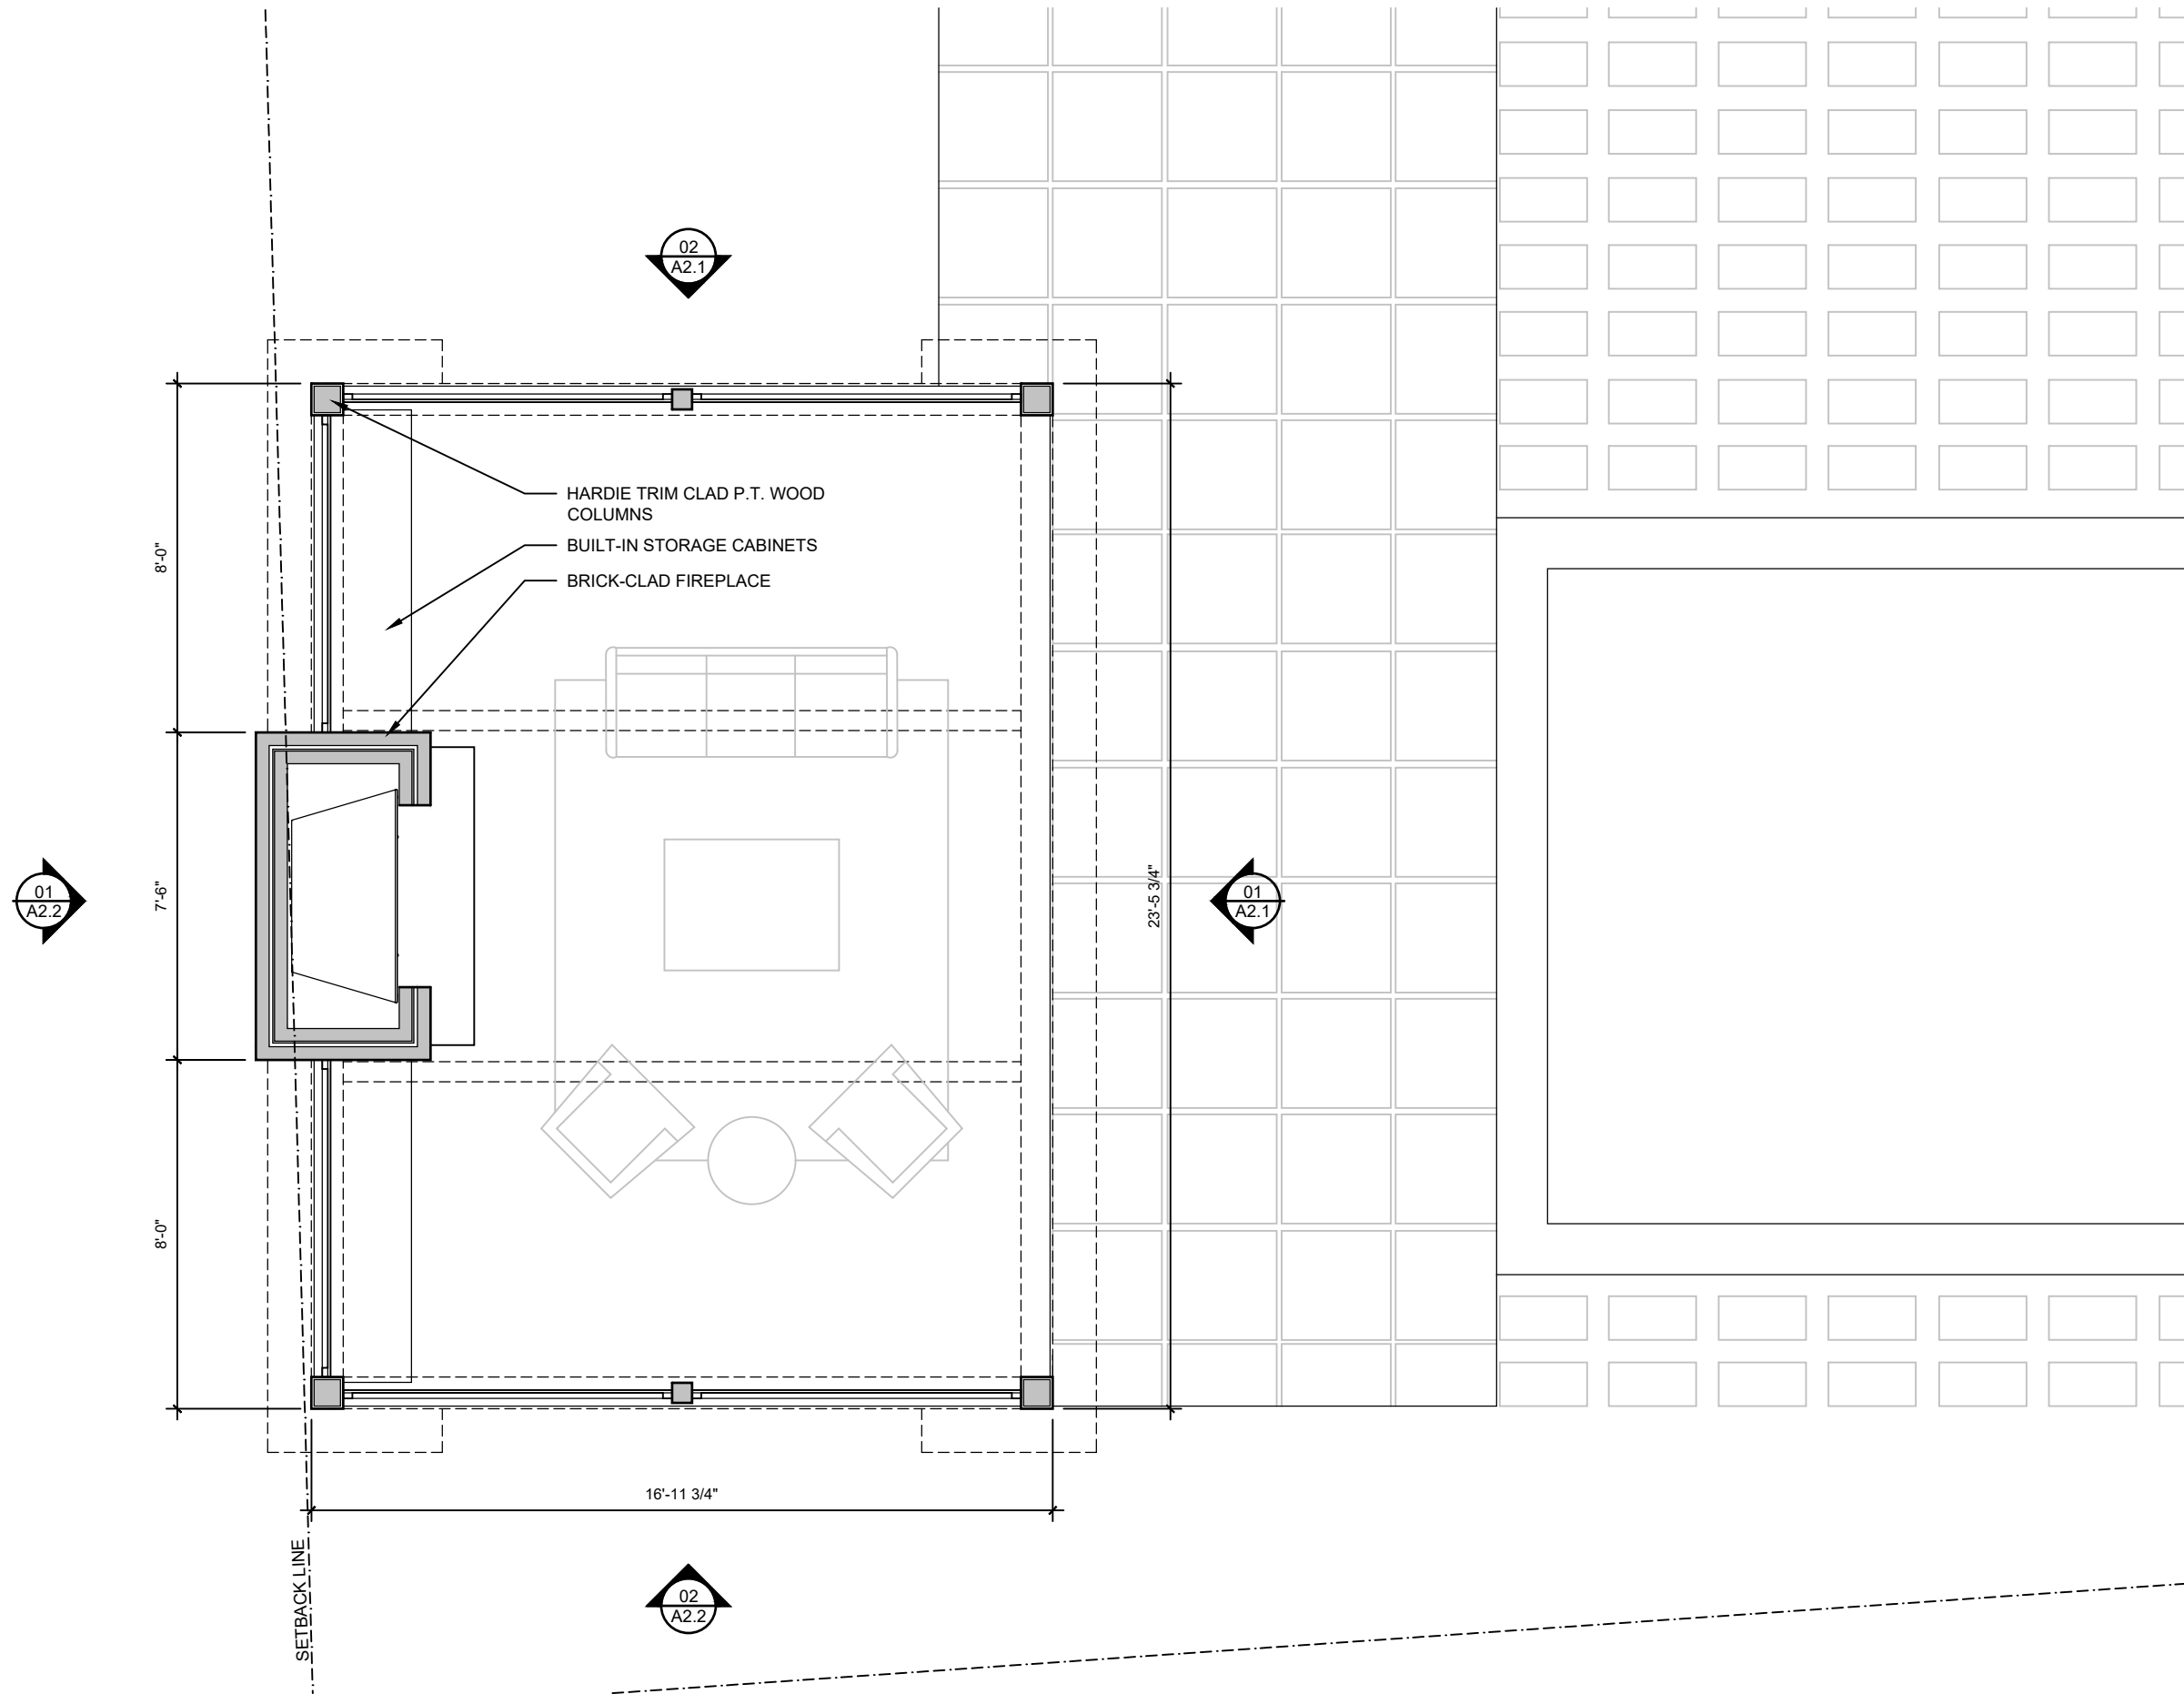 02
A2.1
HARDIE TRIM CLAD P.T. WOOD
COLUMNS
BUILT-IN STORAGE CABINETS
BRICK-CLAD FIREPLACE
8'-0"
7'-6"
8'-0"
01
A2.2
23'-5 3/4"
01
A2.1
16'-11 3/4"
SETBACK LINE
02
A2.2